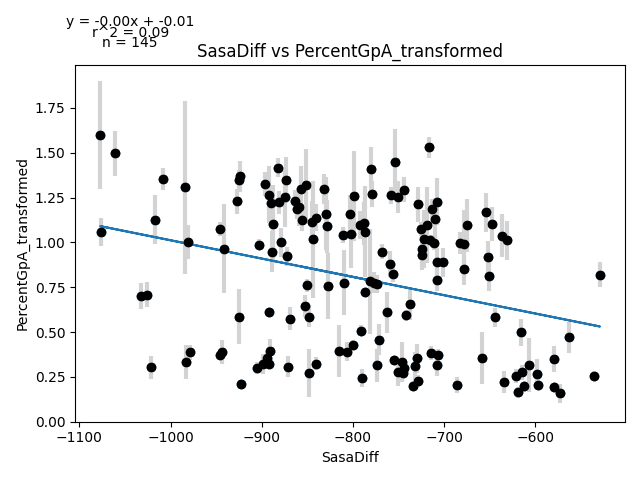 y = -0.00x + -0.01
r^2 = 0.09
n = 145
SasaDiff vs PercentGpA_transformed
PercentGpA_transformed
1.75
1.50
1.25
1.00
0.75
0.50
0.25
0.00
−1100 −1000 −900 −800 −700 −600
SasaDiff